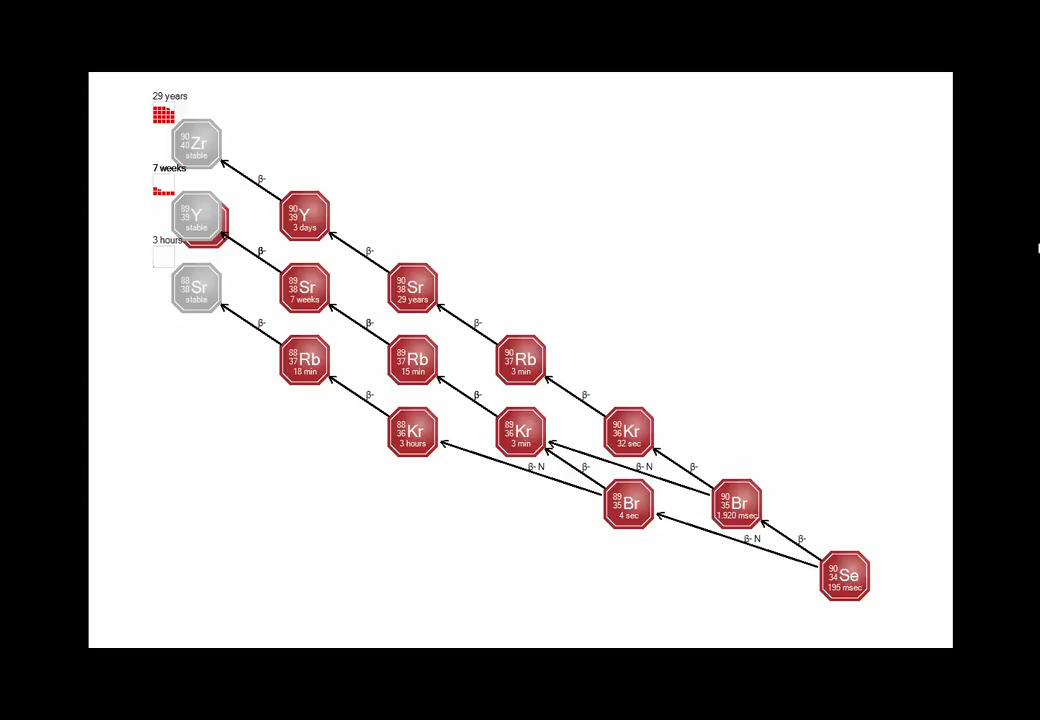 29 years
90
40 Zr
stable
β-
7 weeks
89
39 Y
stable
90
39 Y
3 days
β-
β-
3 hours
88
38 Sr
stable
89
38 Sr
7 weeks
90
38 Sr
29 years
β-
β-
β-
88
37 Rb
18 min
89
37 Rb
15 min
90
37 Rb
3 min
β-
β-
β-
88
36 Kr
3 hours
89
36 Kr
3 min
90
36 Kr
32 sec
β- N
β-
β- N
β-
89
35 Br
4 sec
90
35 Br
1.920 msec
β- N
β-
90
34 Se
195 msec